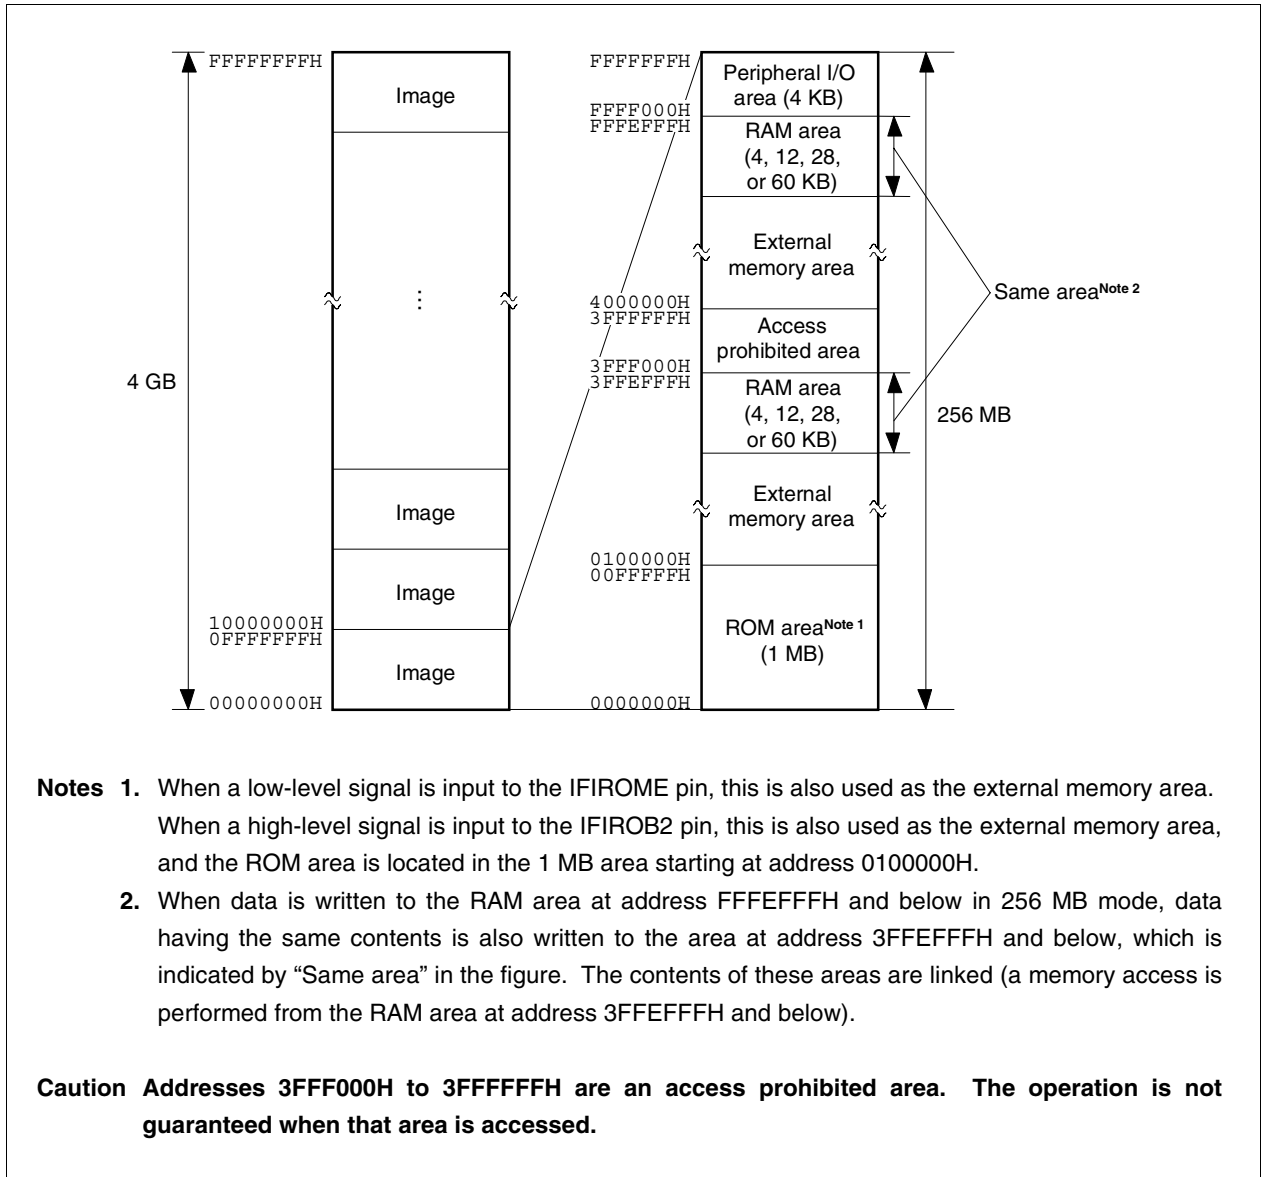 FFFFFFFFH
Image
⋮
4 GB
Image
Image
10000000H
0FFFFFFFH
Image
00000000H
FFFFFFFH
Peripheral I/O
area (4 KB)
FFFF000H
FFFEFFFH
RAM area
(4, 12, 28,
or 60 KB)
External
memory area
Same areaNote 2
4000000H
3FFFFFFH
Access
prohibited area
3FFF000H
3FFEFFFH
RAM area
(4, 12, 28,
or 60 KB)
256 MB
External
memory area
0100000H
00FFFFFH
ROM areaNote 1
(1 MB)
0000000H
Notes 1. When a low-level signal is input to the IFIROME pin, this is also used as the external memory area.
When a high-level signal is input to the IFIROB2 pin, this is also used as the external memory area,
and the ROM area is located in the 1 MB area starting at address 0100000H.
2. When data is written to the RAM area at address FFFEFFFH and below in 256 MB mode, data
having the same contents is also written to the area at address 3FFEFFFH and below, which is
indicated by “Same area” in the figure. The contents of these areas are linked (a memory access is
performed from the RAM area at address 3FFEFFFH and below).
Caution Addresses 3FFF000H to 3FFFFFFH are an access prohibited area. The operation is not
guaranteed when that area is accessed.